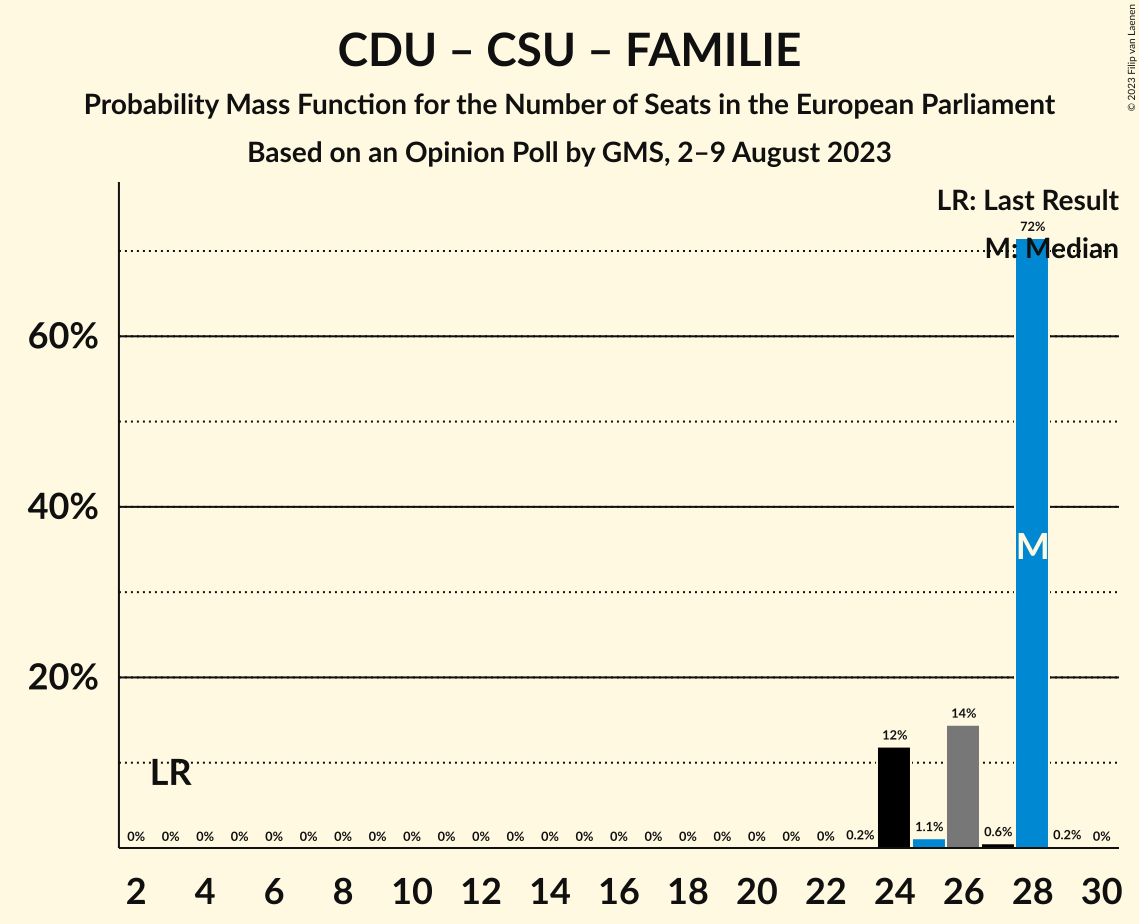 CDU – CSU – FAMILIE
Probability Mass Function for the Number of Seats in the European Parliament
Based on an Opinion Poll by GMS, 2–9 August 2023
© 2023 Filip van Laenen
LR: Last Result
M: Median
72%
60%
40%
M
20%
14%
12%
LR
0% 0% 0% 0% 0% 0% 0% 0% 0% 0% 0% 0% 0% 0% 0% 0% 0% 0% 0% 0% 0% 0.2% 1.1% 0.6% 0.2% 0%
2 4 6 8 10 12 14 16 18 20 22 24 26 28 30